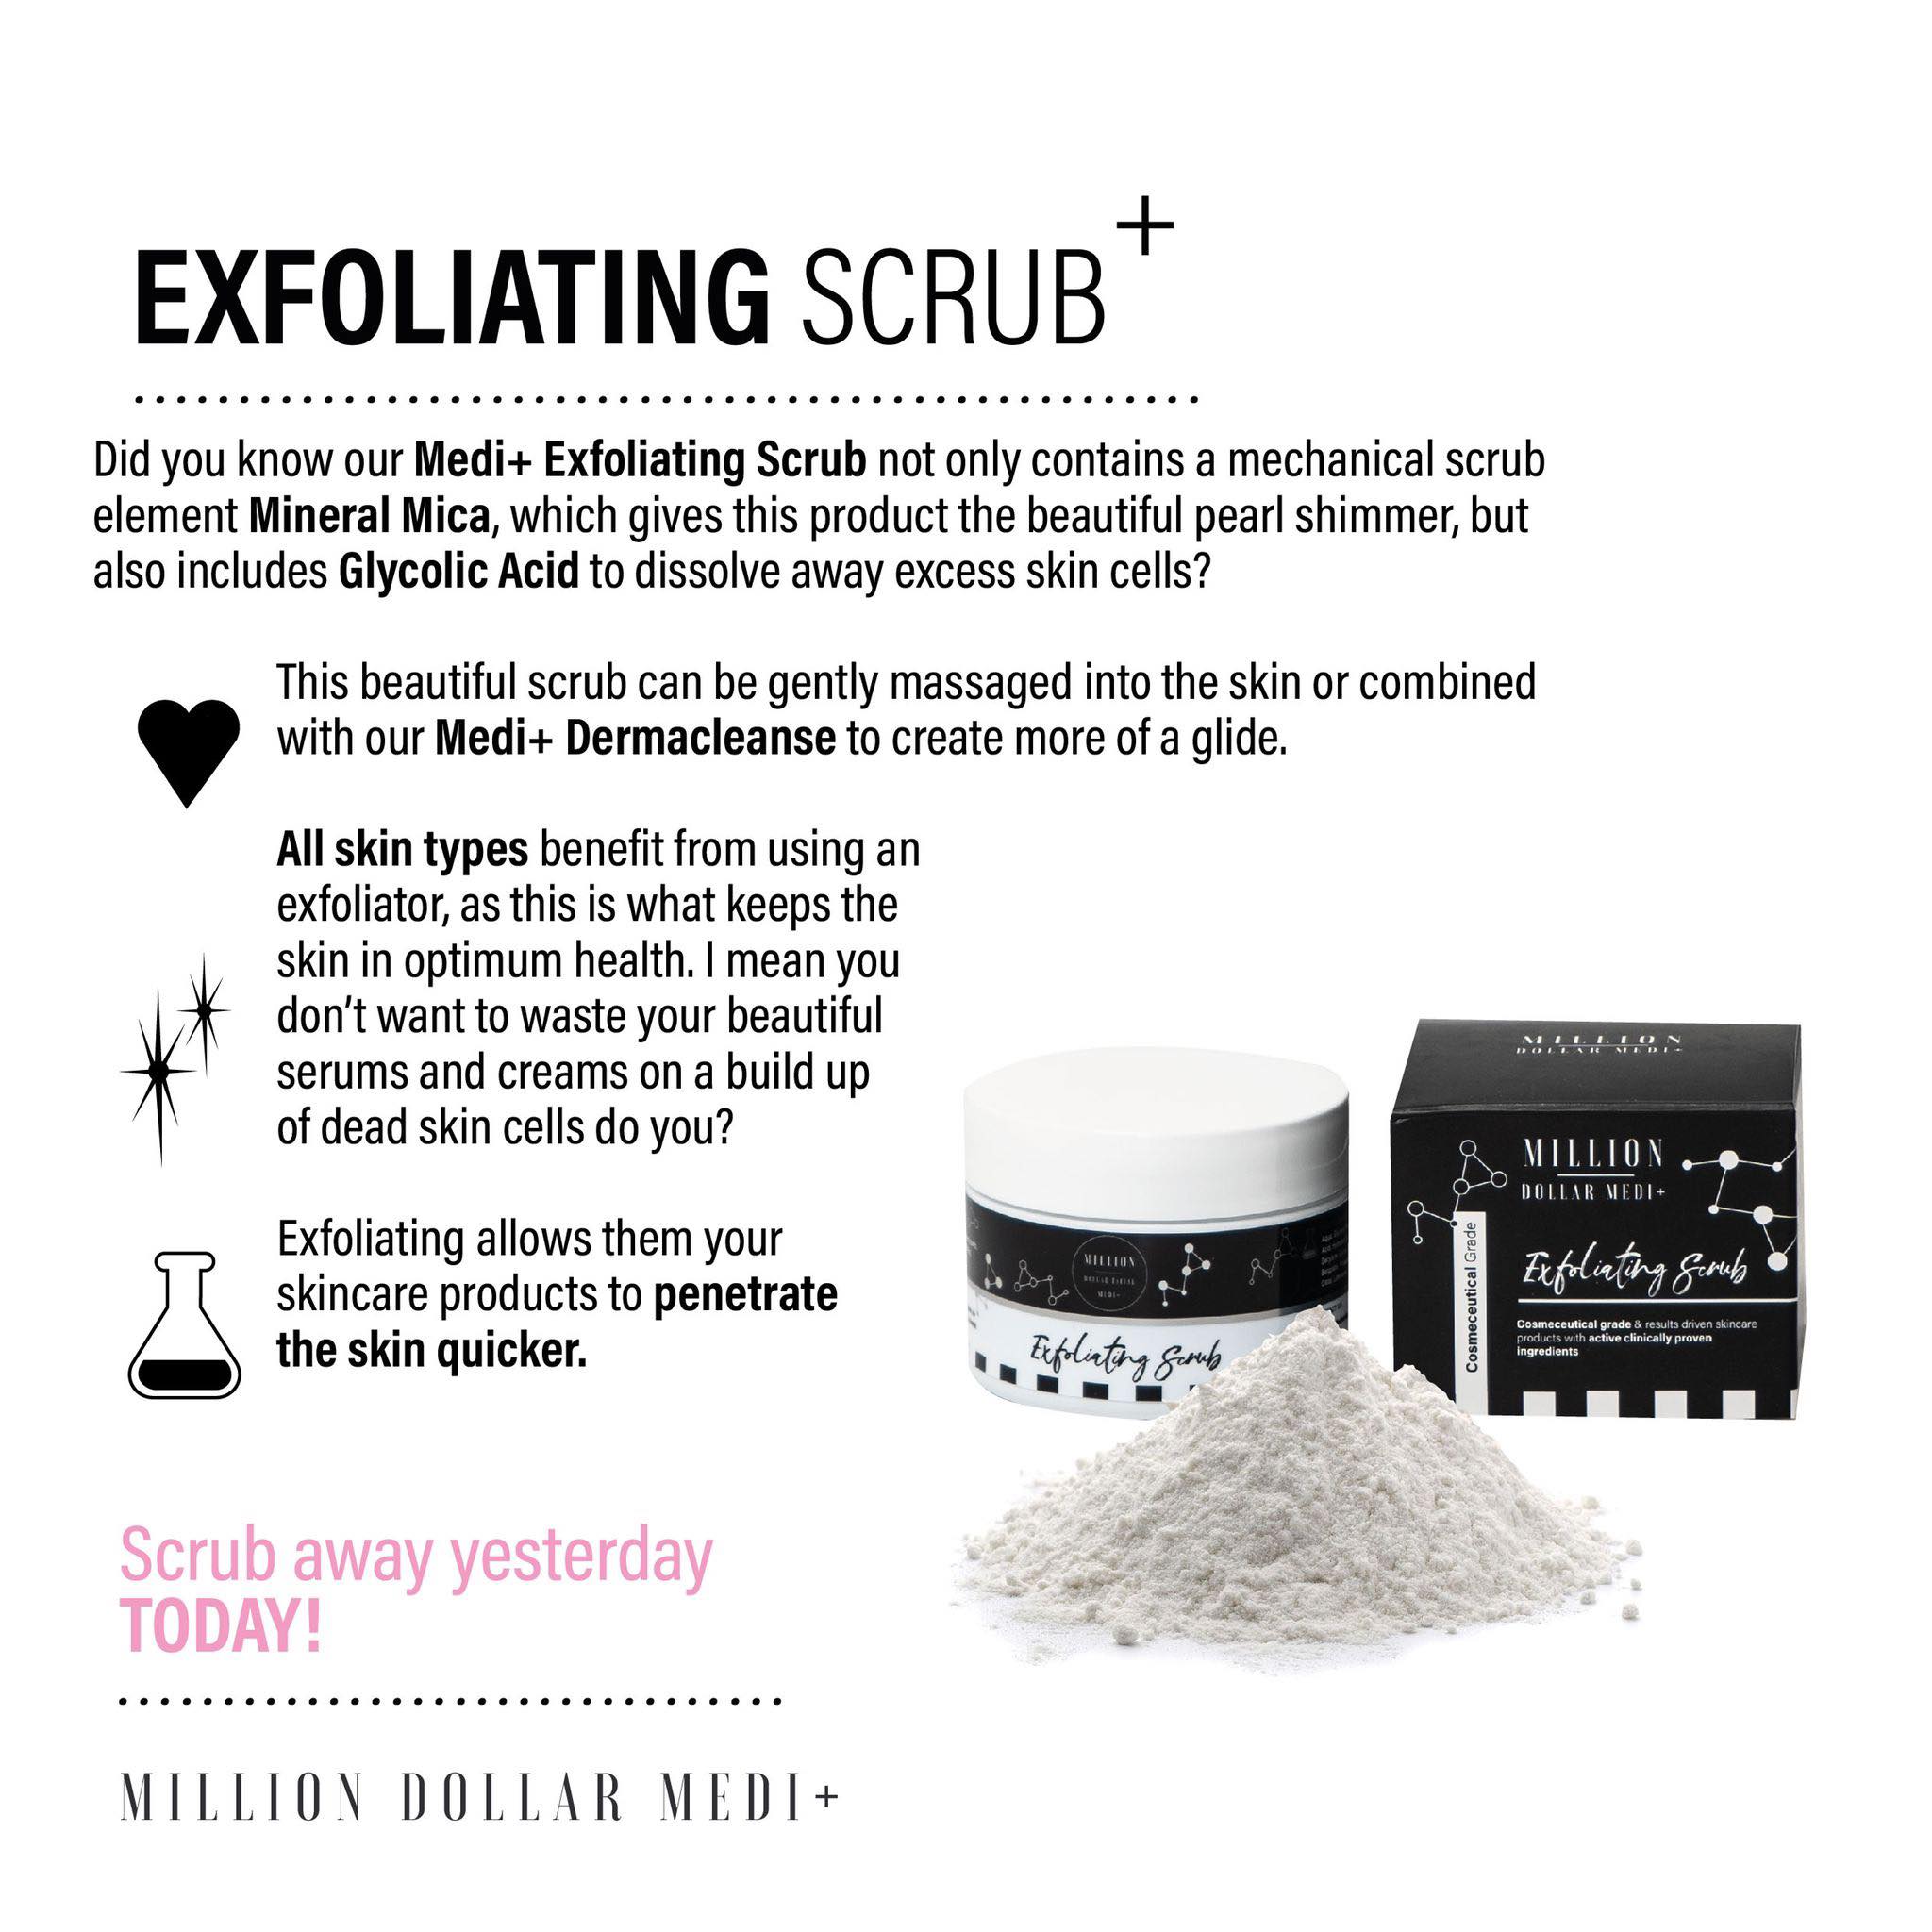 EXFOLIATING SCRUB+
Did you know our Medi+ Exfoliating Scrub not only contains a mechanical scrub
element Mineral Mica, which gives this product the beautiful pearl shimmer, but
also includes Glycolic Acid to dissolve away excess skin cells?
This beautiful scrub can be gently massaged into the skin or combined
with our Medi+ Dermacleanse to create more of a glide.
All skin types benefit from using an
exfoliator, as this is what keeps the
skin in optimum health. I mean you
don't want to waste your beautiful
serums and creams on a build up
of dead skin cells do you?
Exfoliating allows them your
skincare products to penetrate
the skin quicker.
MILLION
DOLLAR FACIAL
MEDI+
Exfoliating Scrub
MILLION
DOLLAR MEDI+
MILLION
DOLLAR MEDI+
Cosmeceutical Grade
Exfoliating Scrub
Cosmeceutical grade & results driven skincare
products with active clinically proven
ingredients
Scrub away yesterday
TODAY!
MILLION DOLLAR MEDI+